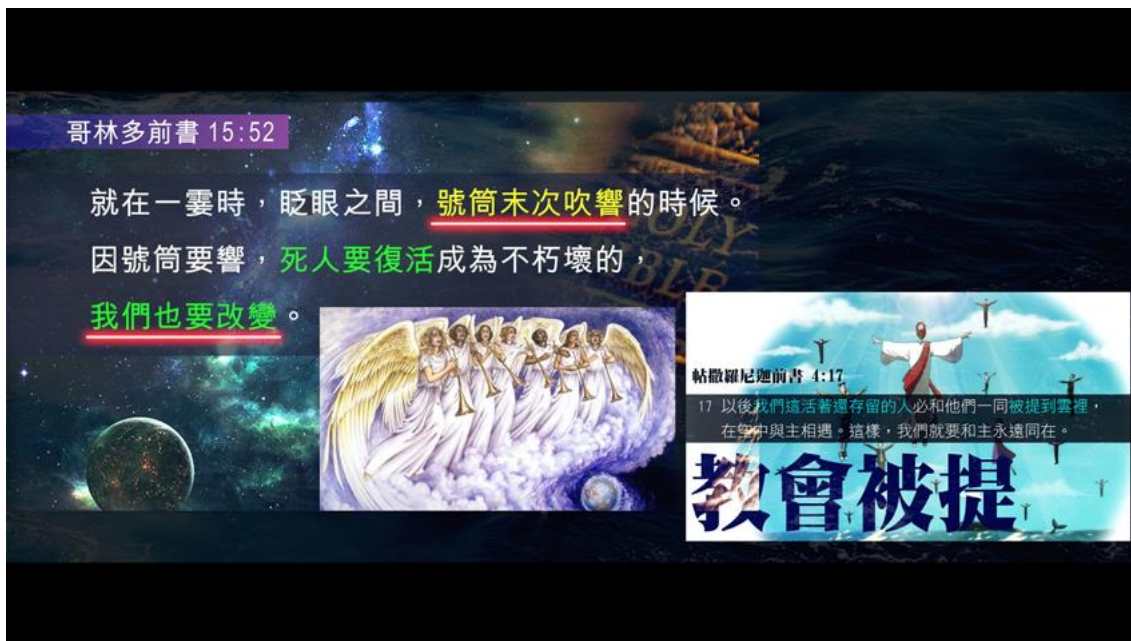 哥林多前書 15:52
就在一霎時，眨眼之間，號筒末次吹響的時候。
因號筒要響，死人要復活成為不朽壞的，
我們也要改變。
HOLY
BIBLE
帖撒羅尼迦前書 4:17
17 以後我們這活著還存留的人必和他們一同被提到雲裡，
在空中與主相遇。這樣，我們就要和主永遠同在。
教會被提